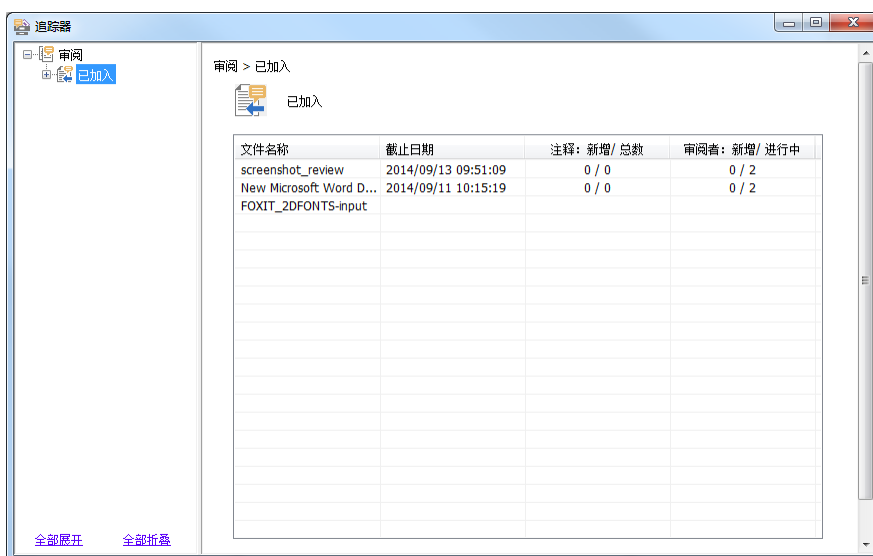 追踪器
审阅
已加入
全部展开 全部折叠
审阅 > 已加入
已加入
文件名称 截止日期 注释：新增/ 总数 审阅者：新增/ 进行中
screenshot_review 2014/09/13 09:51:09 0 / 0 0 / 2
New Microsoft Word D... 2014/09/11 10:15:19 0 / 0 0 / 2
FOXIT_2DFONTS-input